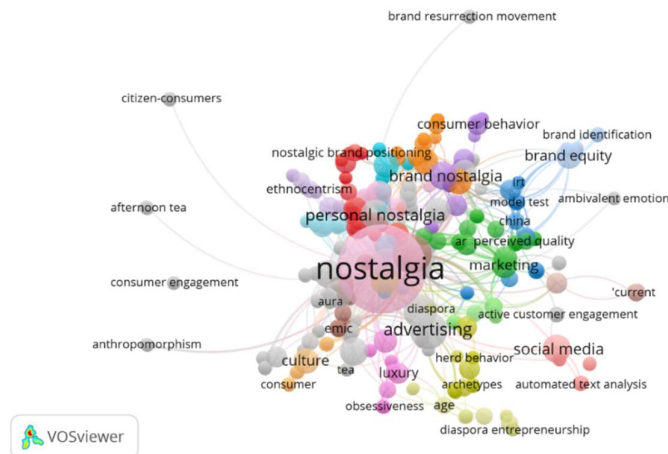 brand resurrection movement
citizen-consumers
consumer behavior
brand identification
nostalgic brand positioning
brand equity
brand nostalgia
irt
ethnocentrism
model test
ambivalent emotion
afternoon tea
personal nostalgia
china
ar perceived quality
nostalgia
marketing
consumer engagement
'current
aura
diaspora
active customer engagement
emic
advertising
anthropomorphism
social media
culture
herd behavior
tea
luxury
consumer
archetypes
automated text analysis
obsessiveness
age
diaspora entrepreneurship
VOSviewer